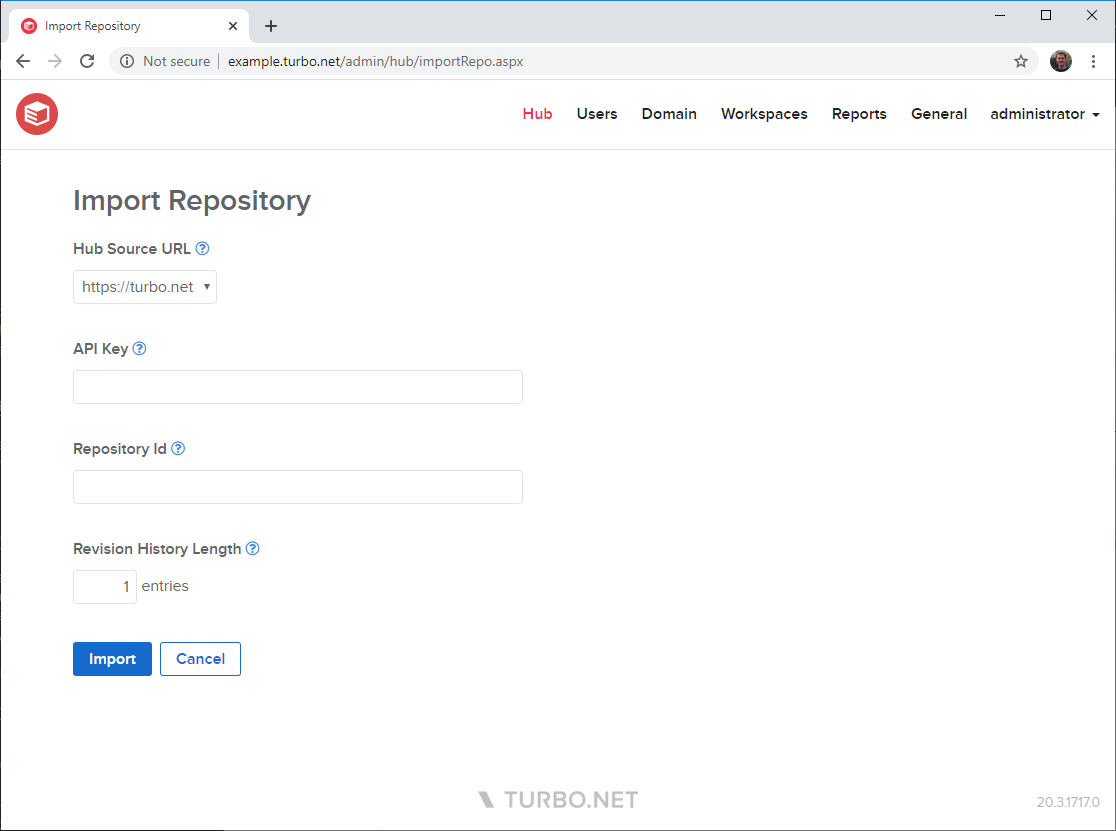 Import Repository
Not secure example.turbo.net/admin/hub/importRepo.aspx
Hub Users Domain Workspaces Reports General administrator
Import Repository
Hub Source URL ?
https://turbo.net
API Key ?
Repository Id ?
Revision History Length ?
1 entries
Import Cancel
TURBO.NET
20.3.1717.0